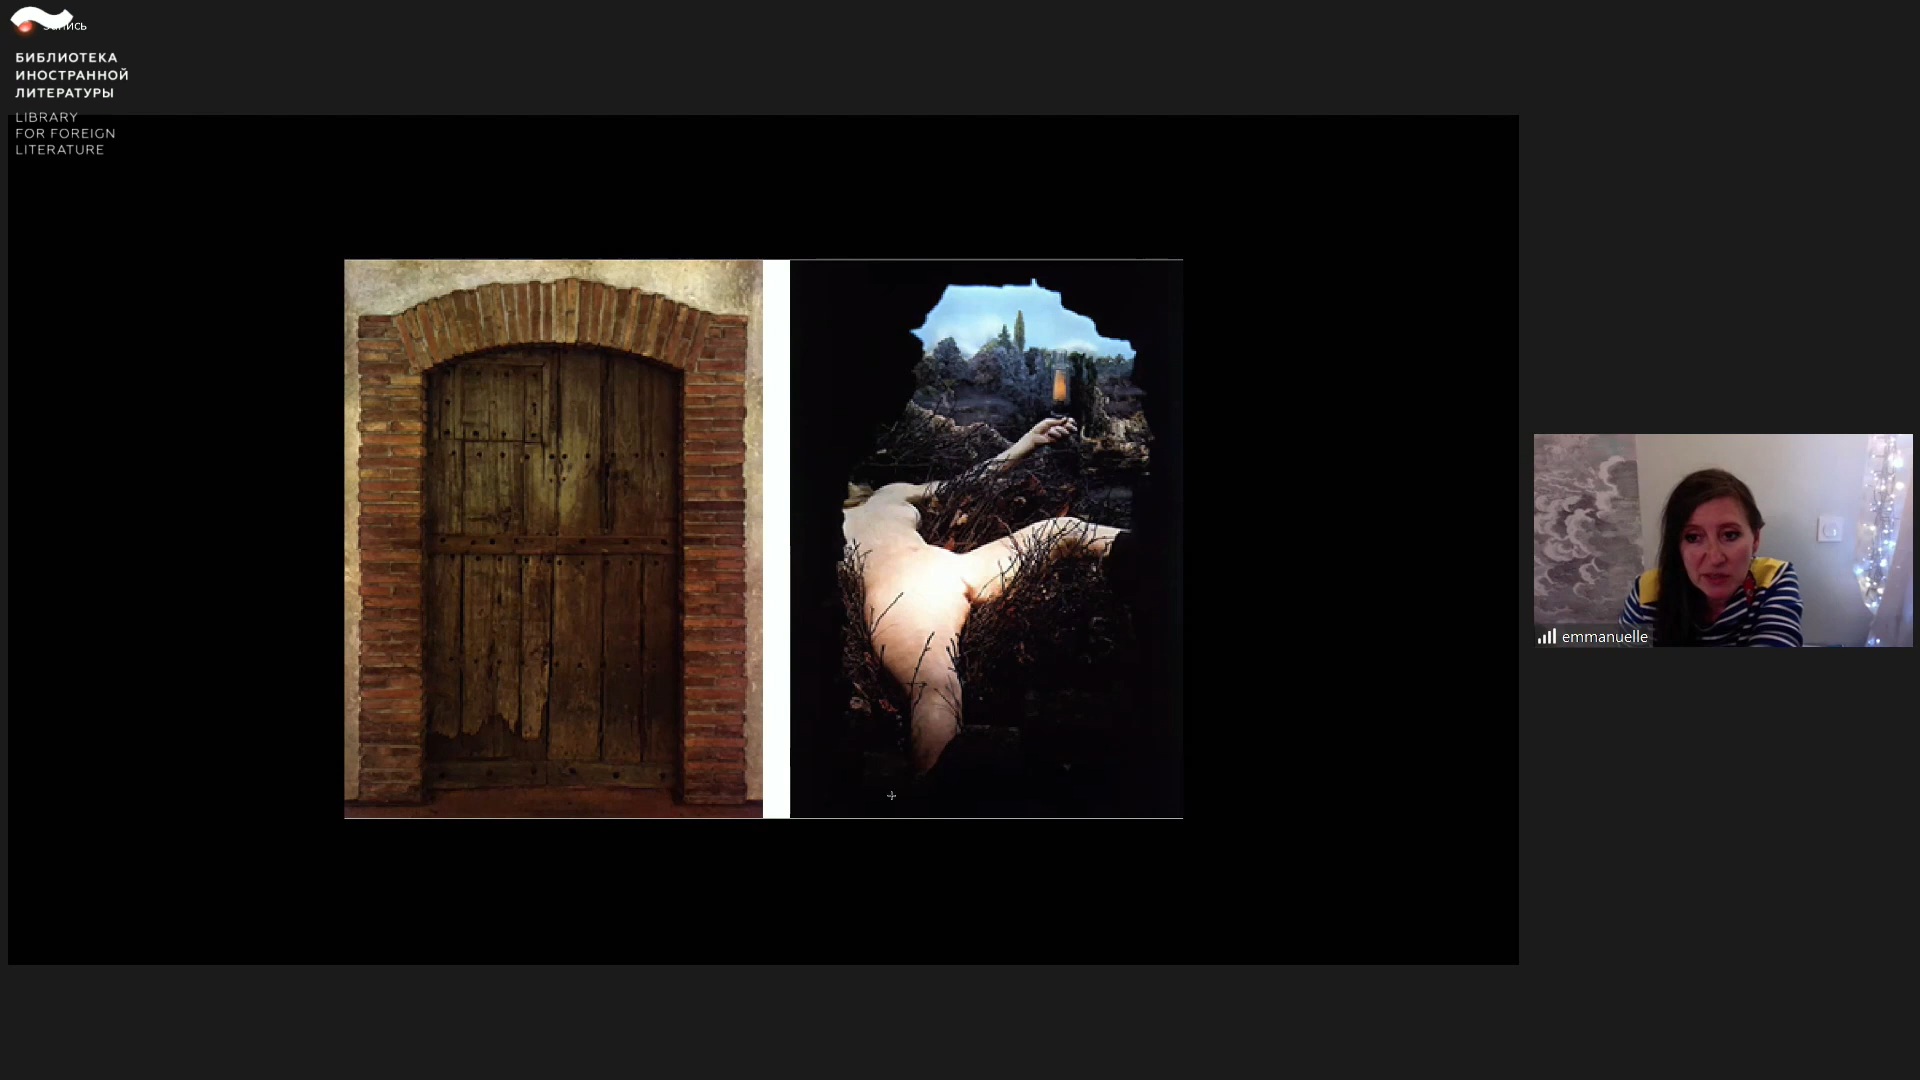 БИБЛИОТЕКА
ИНОСТРАННОЙ
ЛИТЕРАТУРЫ
LIBRARY
FOR FOREIGN
LITERATURE
emmanuelle